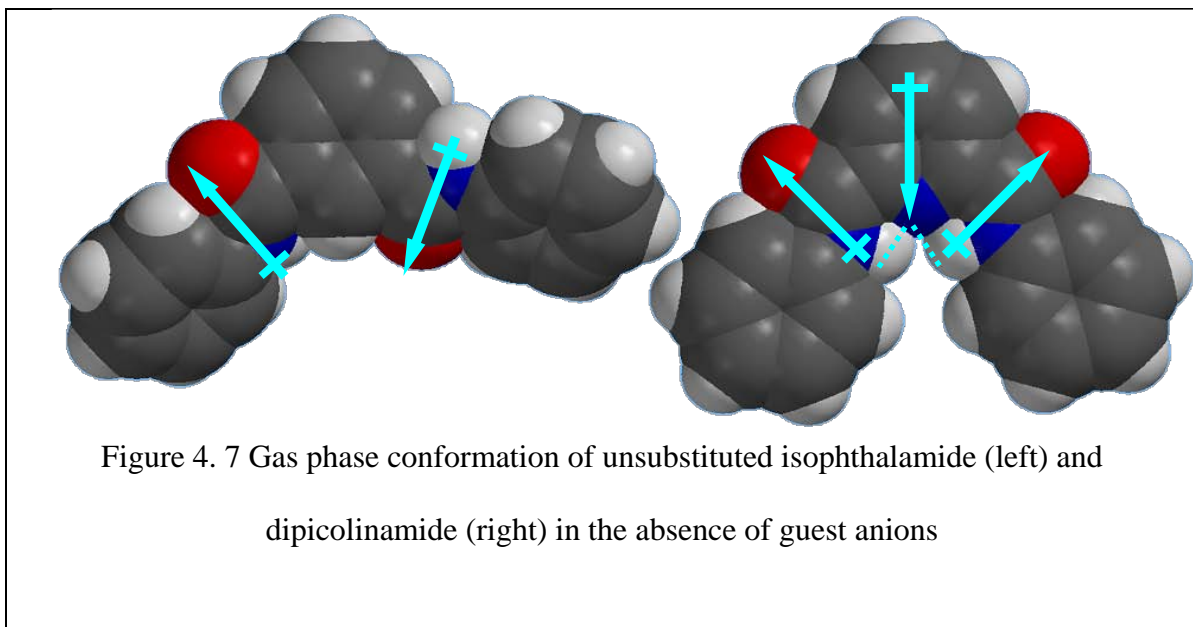 Figure 4. 7 Gas phase conformation of unsubstituted isophthalamide (left) and
dipicolinamide (right) in the absence of guest anions